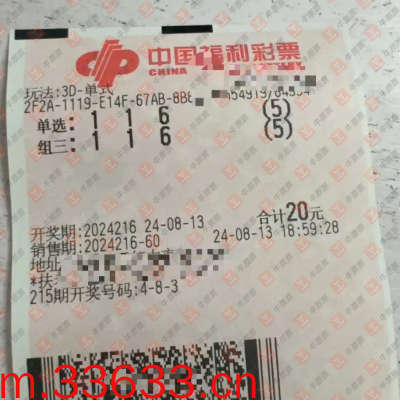 中国福利彩票
CHINA
玩法:3D-单式
2F2A-1119-E14F-67AB-8B
单选: 1 1 6 (5)
组三: 1 1 6 (5)
开奖期:2024216 24-08-13 合计20元
销售期:2024216-60 24-08-13 18:59:28
地址
*扶
215期开奖号码:4-8-3
m.33633.cn